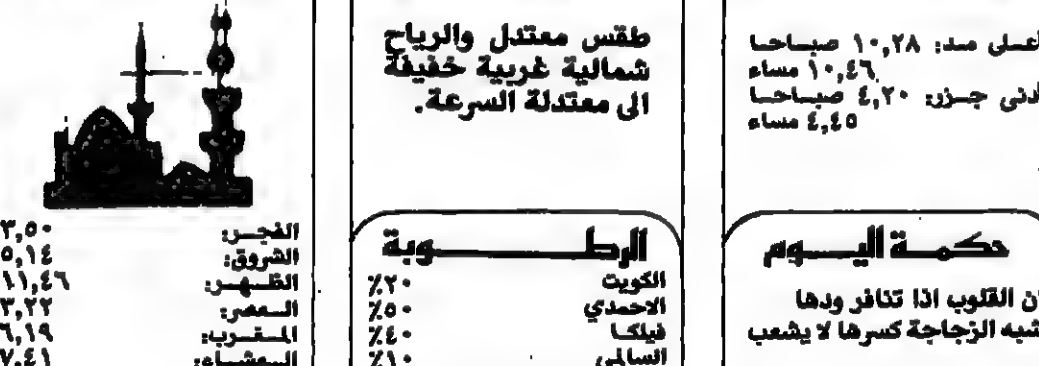 أعلى مد: ١٠,٢٨ صباحا
١٠,٤٦ مساء
أدنى جزر: ٤,٢٠ صباحا
٤,٤٥ مساء
حكمة اليوم
ان القلوب اذا تنافر ودها
شبه الزجاجة كسرها لا يشعب
طقس معتدل والرياح
شمالية غربية خفيفة
الى معتدلة السرعة.
الرطوبة
الكويت ٢٠٪
الاحمدي ٥٠٪
فيلكا ٤٠٪
السالمي ١٠٪
الفجر: ٣,٥٠
الشروق: ٥,١٤
الظهر: ١١,٤٦
العصر: ٣,٢٢
المغرب: ٦,١٩
العشاء: ٧,٤١